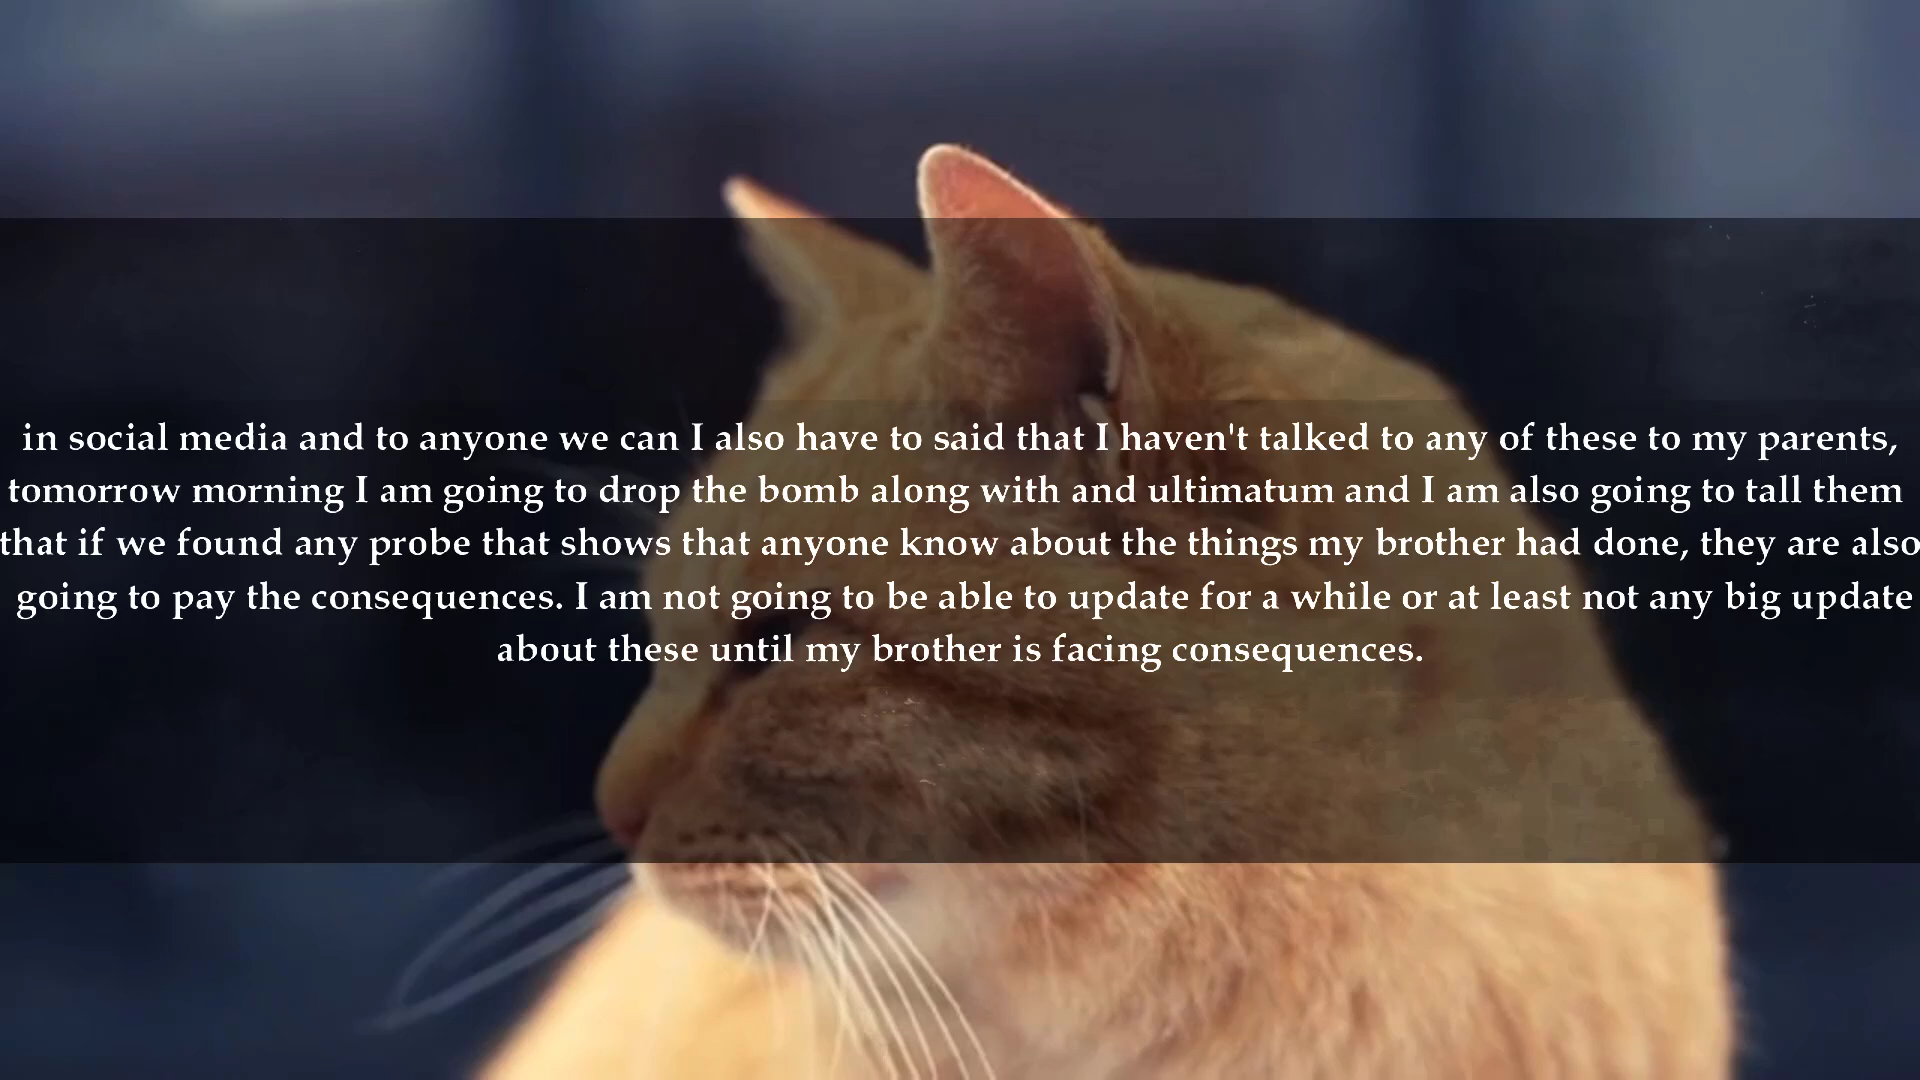 in social media and to anyone we can I also have to said that I haven't talked to any of these to my parents,
tomorrow morning I am going to drop the bomb along with and ultimatum and I am also going to tall them
that if we found any probe that shows that anyone know about the things my brother had done, they are also
going to pay the consequences. I am not going to be able to update for a while or at least not any big update
about these until my brother is facing consequences.